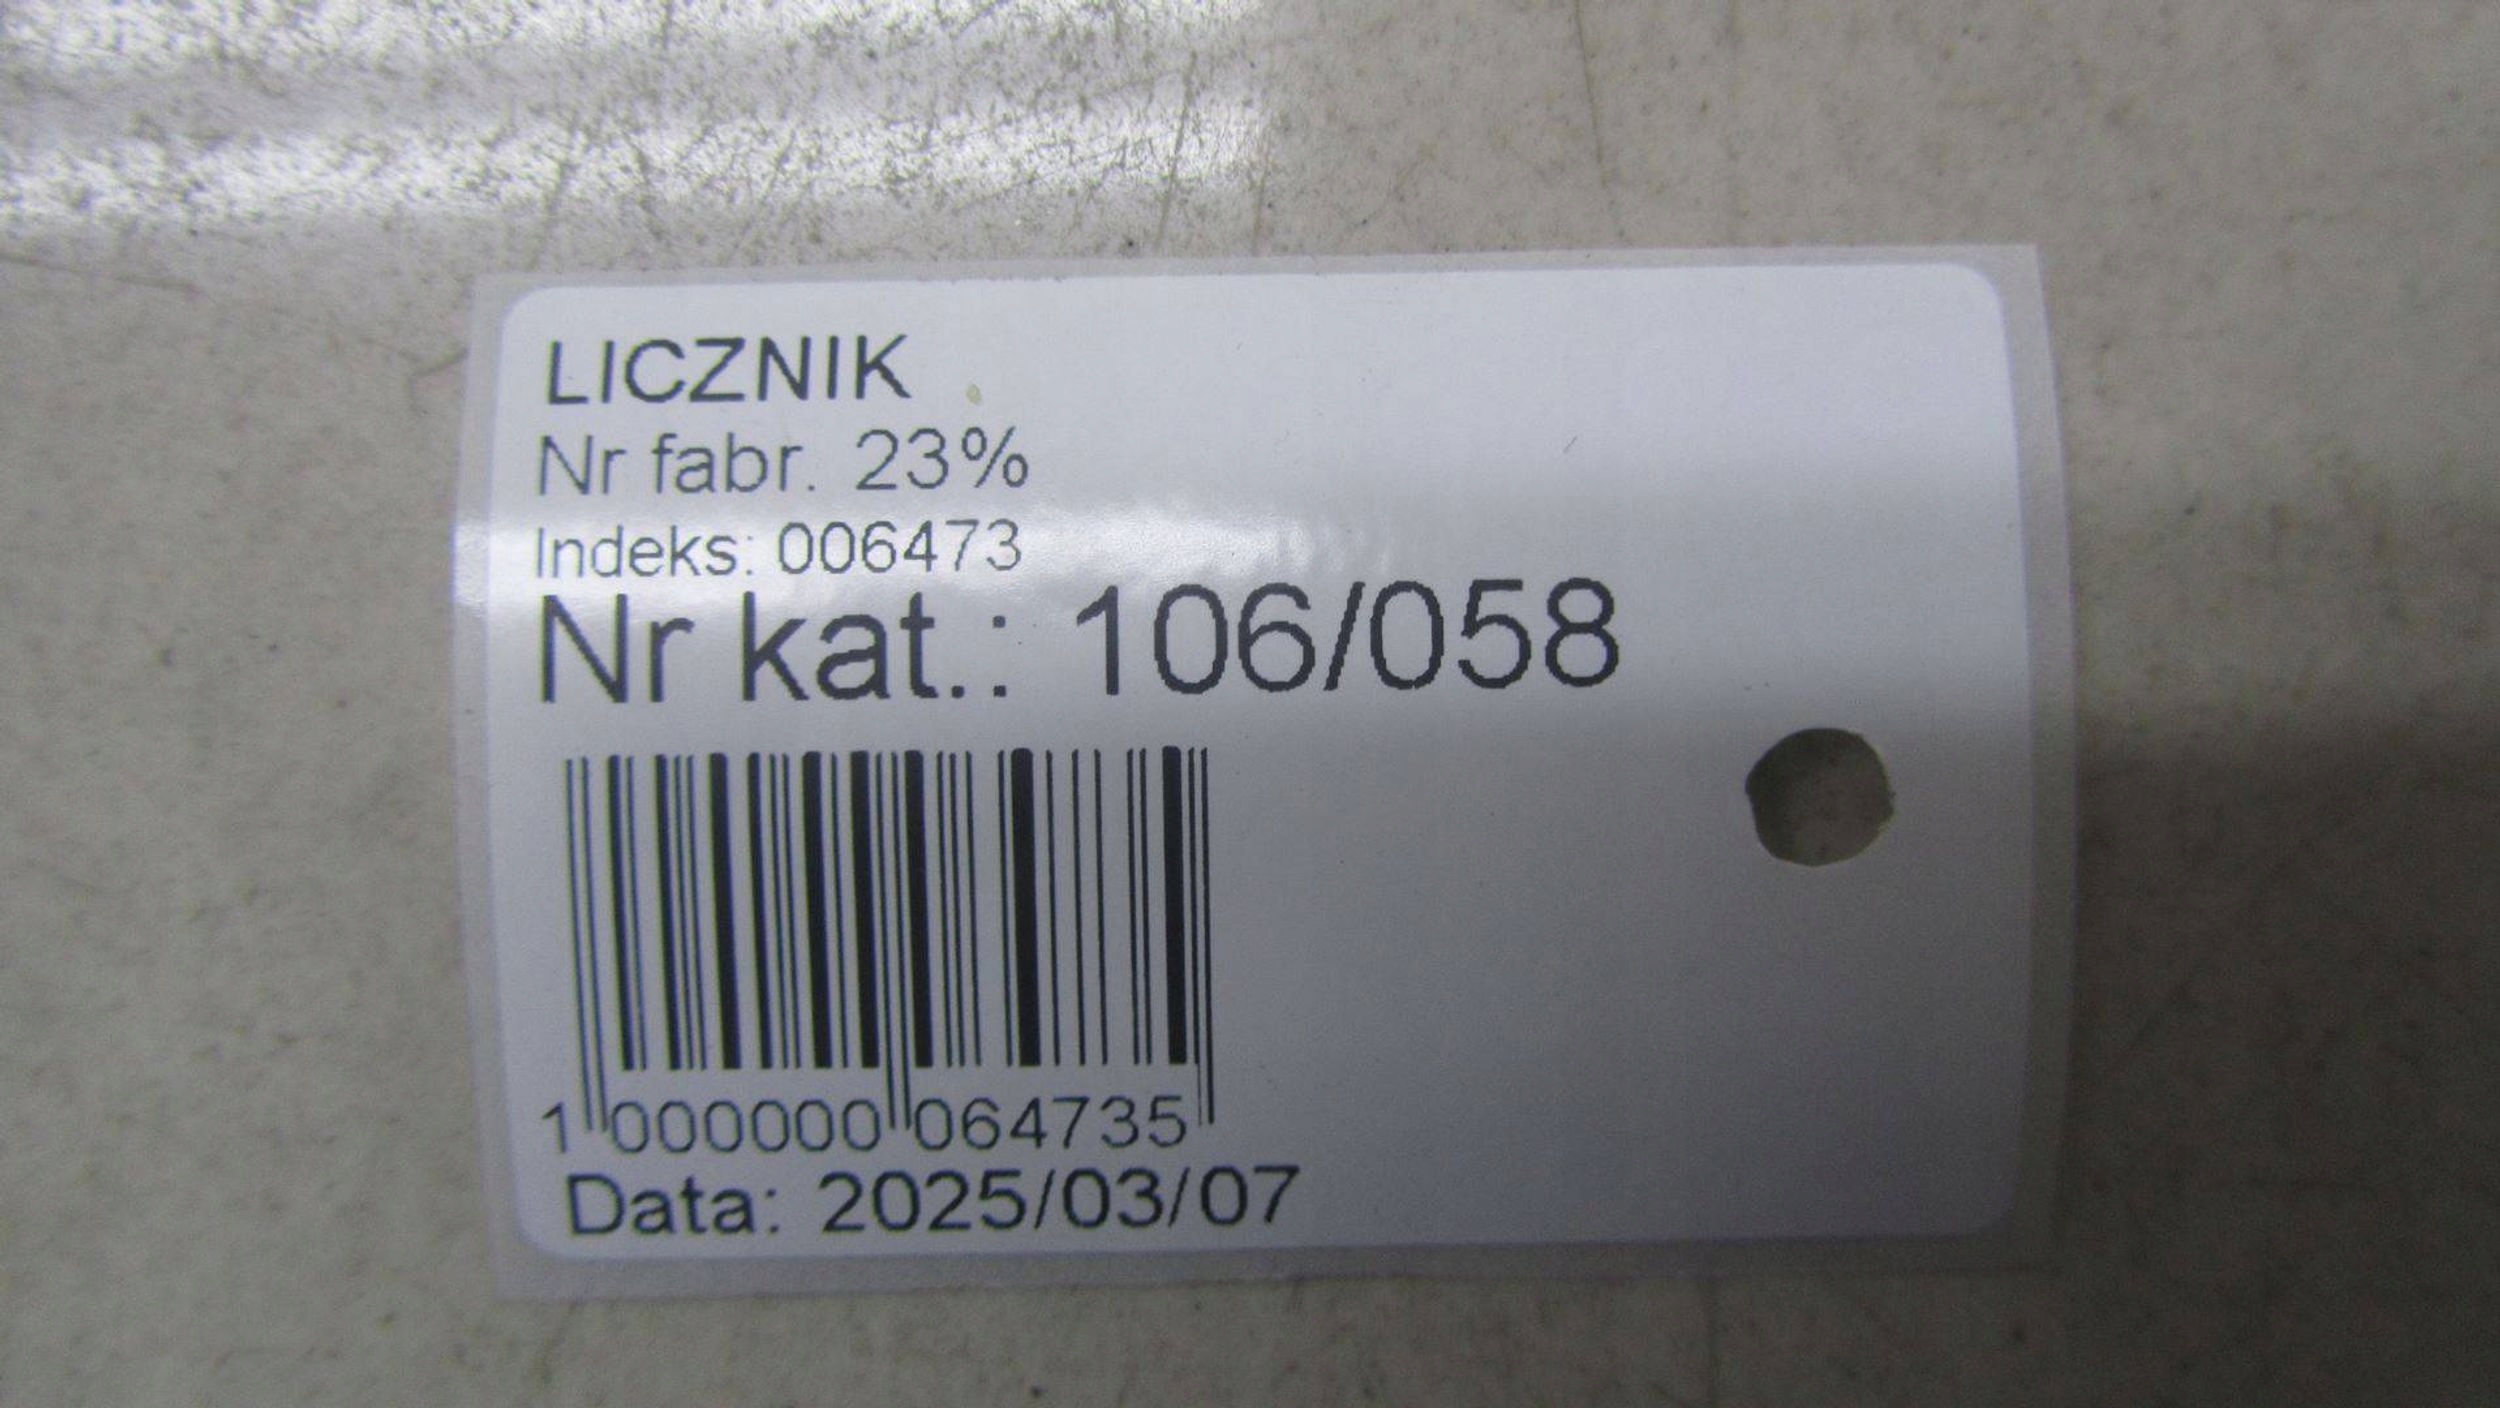 LICZNIK
Nr fabr. 23%
Indeks: 006473
Nr kat.: 106/058
1 000000 064735
Data: 2025/03/07